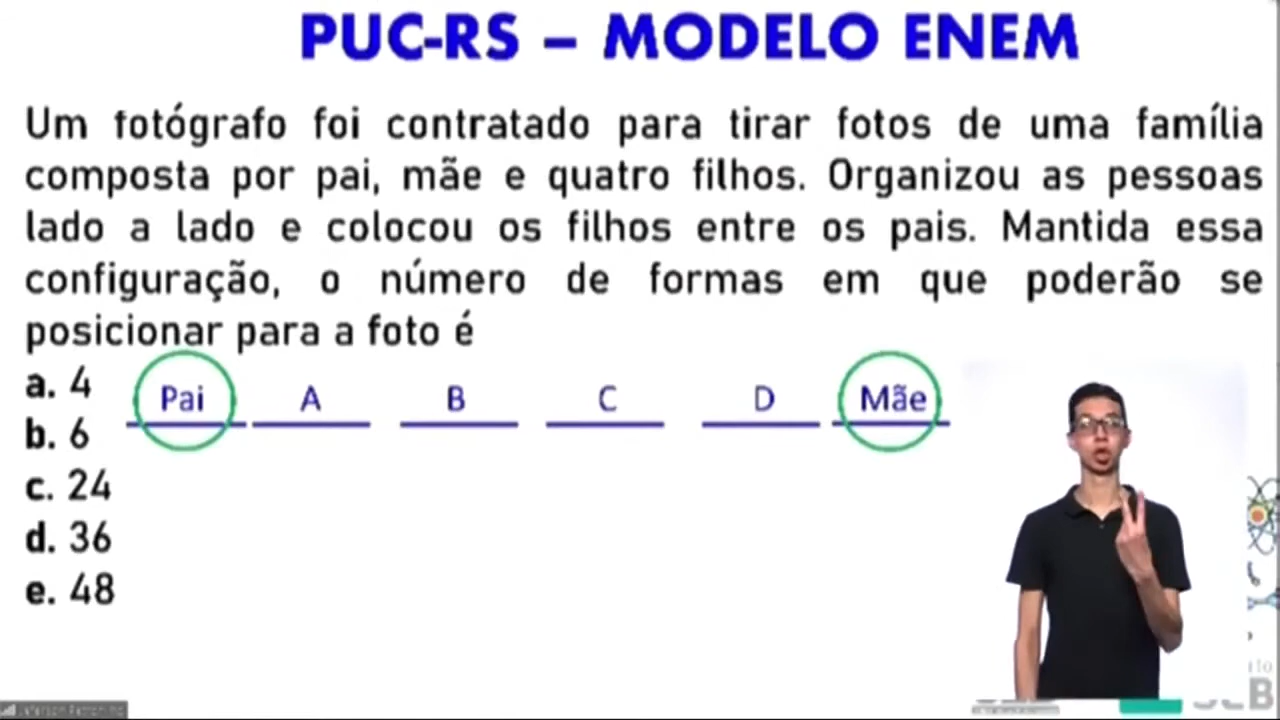 PUC-RS – MODELO ENEM
Um fotógrafo foi contratado para tirar fotos de uma família
composta por pai, mãe e quatro filhos. Organizou as pessoas
lado a lado e colocou os filhos entre os pais. Mantida essa
configuração, o número de formas em que poderão se
posicionar para a foto é
a. 4
Pai A B C D Mãe
b. 6
c. 24
d. 36
e. 48